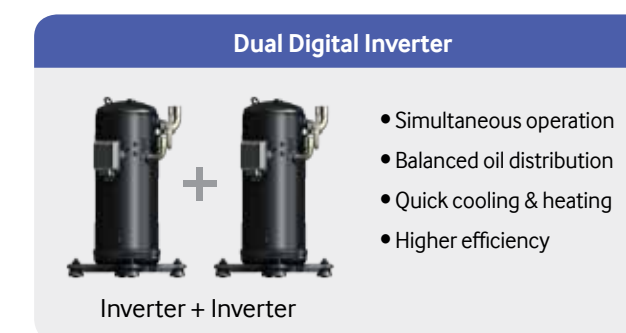 Dual Digital Inverter
• Simultaneous operation
• Balanced oil distribution
• Quick cooling & heating
• Higher efficiency
+
Inverter + Inverter